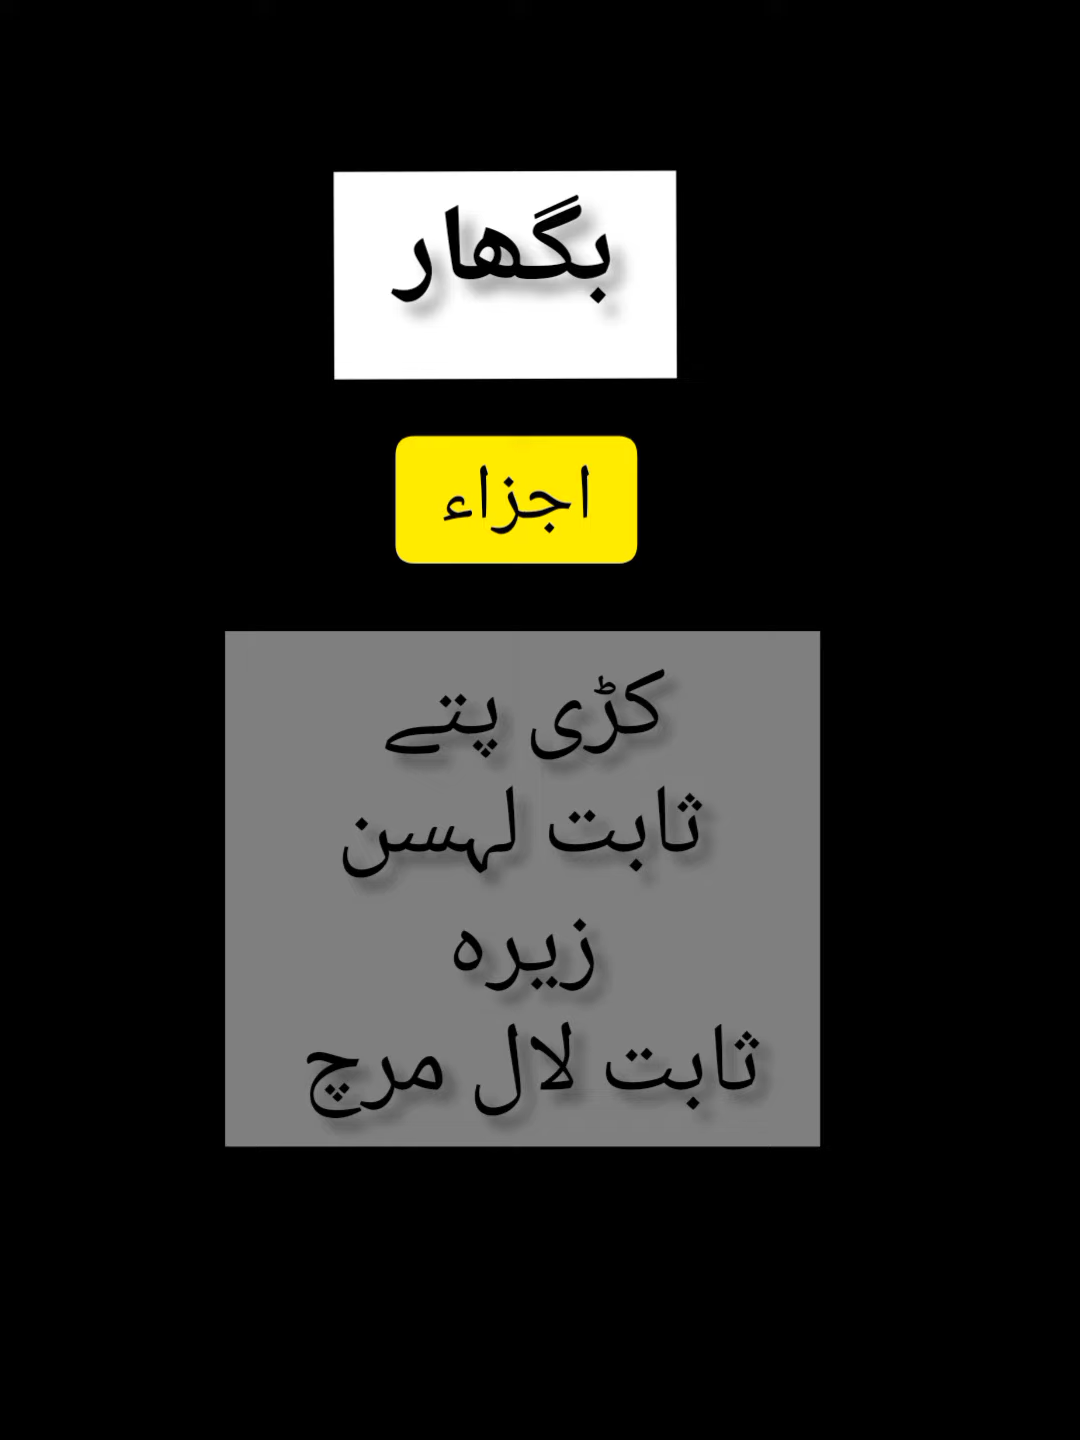 بگھار
اجزاء
کڑی پتے
ثابت لہسن
زیرہ
ثابت لال مرچ